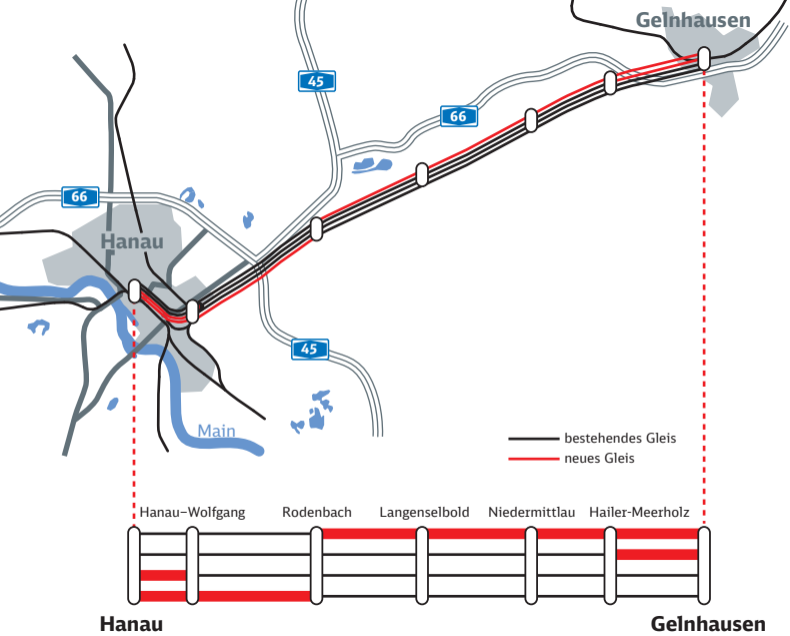 Gelnhausen
45
66
66
Hanau
45
Main
bestehendes Gleis
neues Gleis
Hanau–Wolfgang Rodenbach Langenselbold Niedermittlau Hailer-Meerholz
Hanau Gelnhausen